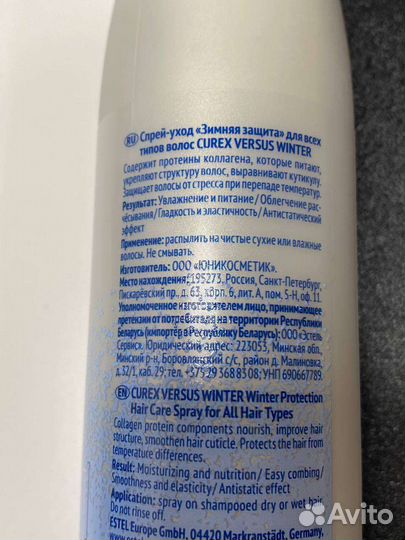 RU Спрей-уход «Зимняя защита» для всех
типов волос CUREX VERSUS WINTER
Содержит протеины коллагена, которые питают,
укрепляют структуру волос, выравнивают кутикулу.
Защищает волосы от стресса при перепаде температур.
Результат: Увлажнение и питание / Облегчение рас-
чёсывания/Гладкость и эластичность/Антистатический
эффект
Применение: распылить на чистые сухие или влажные
волосы. Не смывать.
Изготовитель: ООО «ЮНИКОСМЕТИК».
Место нахождения: 195273, Россия, Санкт-Петербург,
Пискарёвский пр., д. 63, корп. 6, лит. А, пом. 5-Н, оф. 11.
Уполномоченное изготовителем лицо, принимающее
претензии от потребителя на территории Республики
Беларусь (импортёр в Республику Беларусь): ООО «Эстель
Сервис». Юридический адрес: 223053, Минская обл.,
Минский р-н, Боровлянский с/с, район д. Малиновка,
д. 32/1, каб. 29; тел. +375 29 368 83 08; УНП 690667789.
EN CUREX VERSUS WINTER Winter Protection
Hair Care Spray for All Hair Types
Collagen protein components nourish, improve hair
structure, smoothen hair cuticle. Protects the hair from
temperature differences.
Result: Moisturizing and nutrition/ Easy combing/
Smoothness and elasticity/ Antistatic effect
Application: spray on shampooed dry or wet hair.
Do not rinse off.
ESTEL Europe GmbH, 04420 Markranstädt, Germany,
Avito